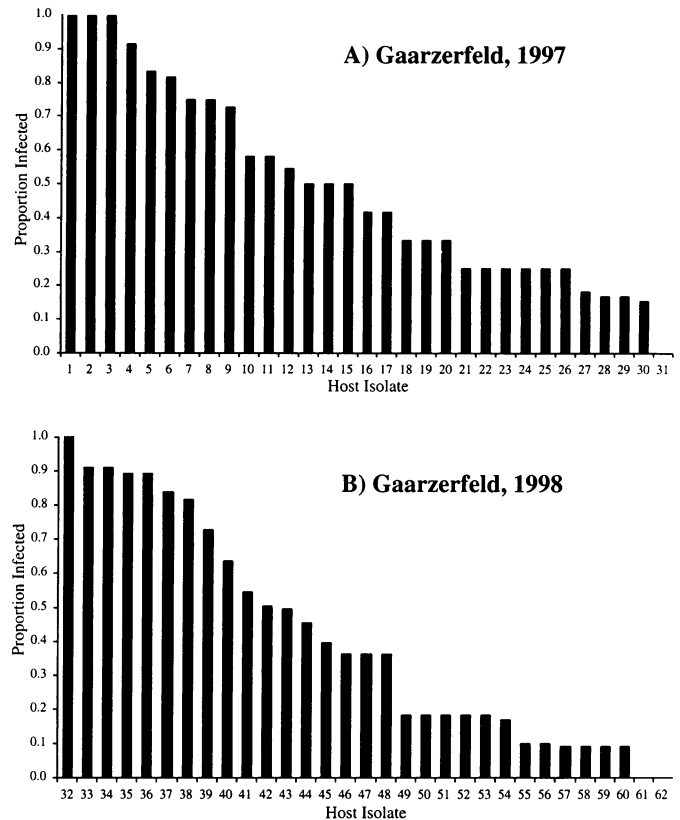 A) Gaarzerfeld, 1997
Proportion Infected
1.0
0.9
0.8
0.7
0.6
0.5
0.4
0.3
0.2
0.1
0.0
1 2 3 4 5 6 7 8 9 10 11 12 13 14 15 16 17 18 19 20 21 22 23 24 25 26 27 28 29 30 31
Host Isolate
B) Gaarzerfeld, 1998
Proportion Infected
1.0
0.9
0.8
0.7
0.6
0.5
0.4
0.3
0.2
0.1
0.0
32 33 34 35 36 37 38 39 40 41 42 43 44 45 46 47 48 49 50 51 52 53 54 55 56 57 58 59 60 61 62
Host Isolate